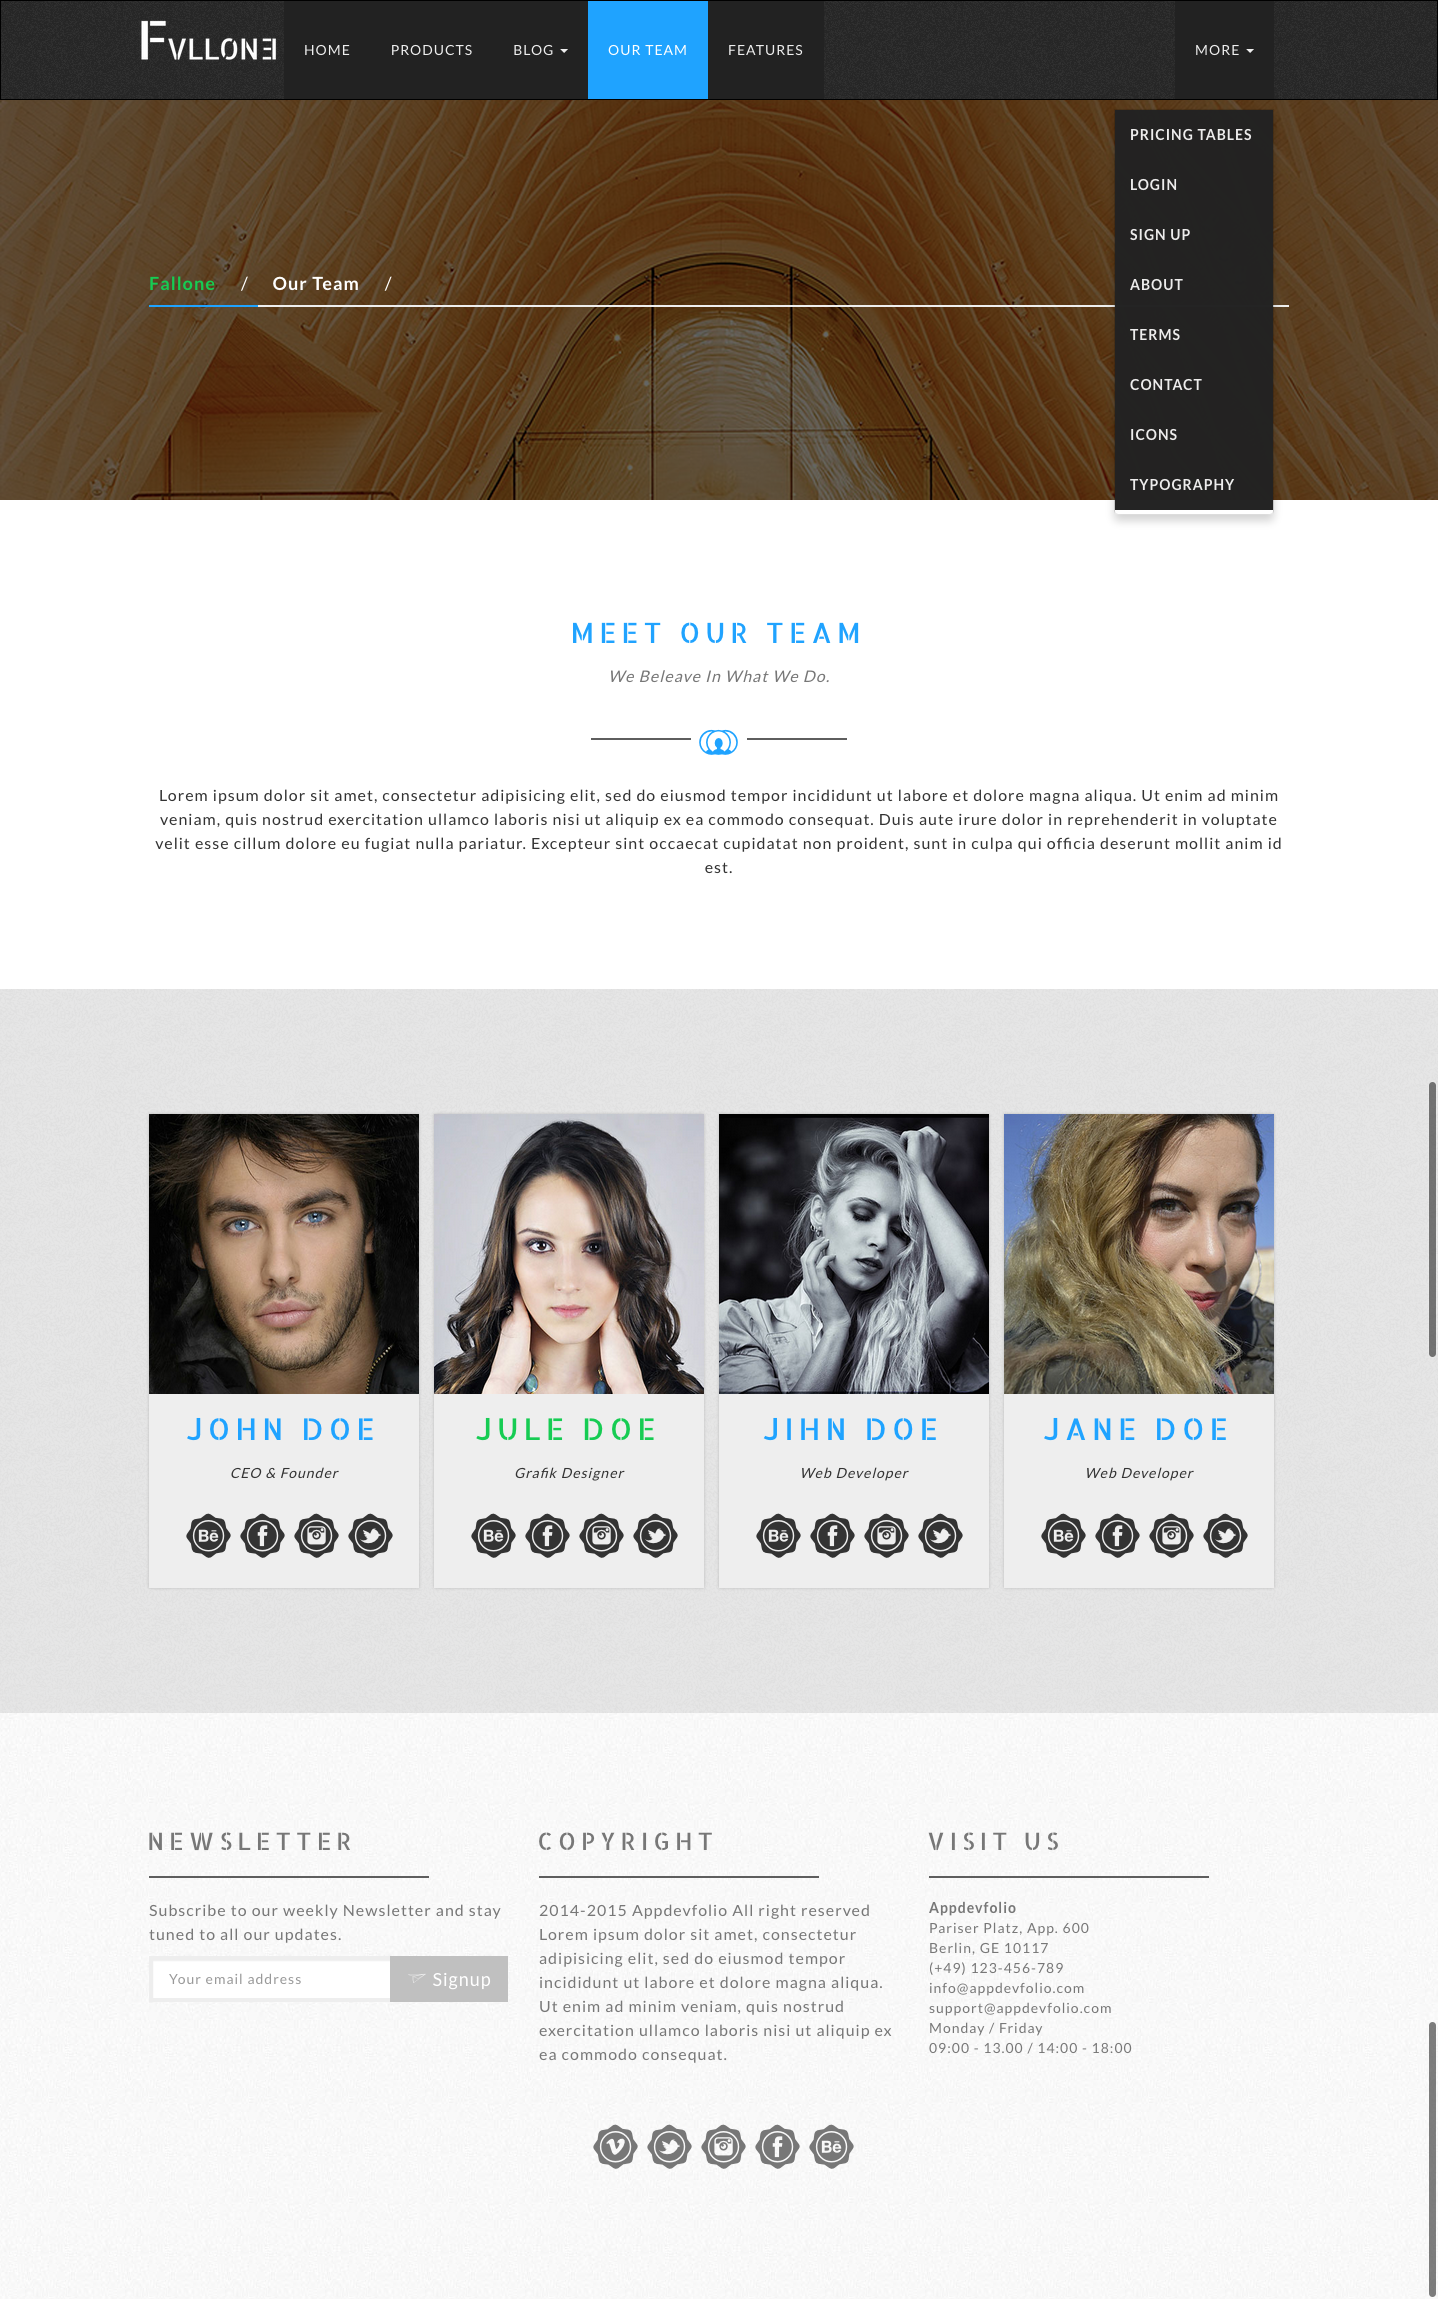 FALLONE
HOME
PRODUCTS
BLOG
OUR TEAM
FEATURES
MORE
PRICING TABLES
LOGIN
SIGN UP
ABOUT
TERMS
CONTACT
ICONS
TYPOGRAPHY
Fallone / Our Team /
MEET OUR TEAM
We Beleave In What We Do.
Lorem ipsum dolor sit amet, consectetur adipisicing elit, sed do eiusmod tempor incididunt ut labore et dolore magna aliqua. Ut enim ad minim
veniam, quis nostrud exercitation ullamco laboris nisi ut aliquip ex ea commodo consequat. Duis aute irure dolor in reprehenderit in voluptate
velit esse cillum dolore eu fugiat nulla pariatur. Excepteur sint occaecat cupidatat non proident, sunt in culpa qui officia deserunt mollit anim id
est.
JOHN DOE
CEO & Founder
Bē
JULE DOE
Grafik Designer
Bē
JIHN DOE
Web Developer
Bē
JANE DOE
Web Developer
Bē
NEWSLETTER
Subscribe to our weekly Newsletter and stay
tuned to all our updates.
Your email address
Signup
COPYRIGHT
2014-2015 Appdevfolio All right reserved
Lorem ipsum dolor sit amet, consectetur
adipisicing elit, sed do eiusmod tempor
incididunt ut labore et dolore magna aliqua.
Ut enim ad minim veniam, quis nostrud
exercitation ullamco laboris nisi ut aliquip ex
ea commodo consequat.
VISIT US
Appdevfolio
Pariser Platz, App. 600
Berlin, GE 10117
(+49) 123-456-789
info@appdevfolio.com
support@appdevfolio.com
Monday / Friday
09:00 - 13.00 / 14:00 - 18:00
Bē